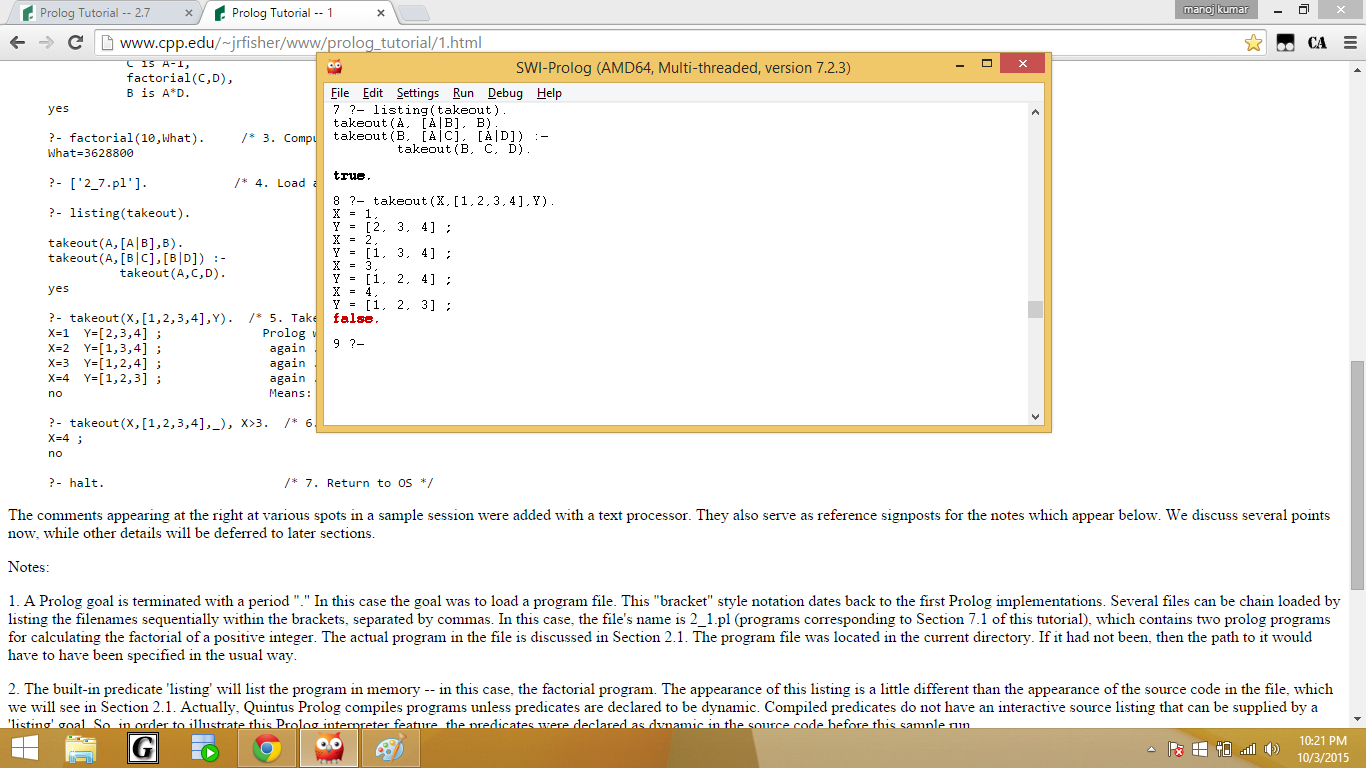 Prolog Tutorial -- 2.7
Prolog Tutorial -- 1
manoj kumar
www.cpp.edu/~jrfisher/www/prolog_tutorial/1.html
CA
C is A-1,
factorial(C,D),
B is A*D.
yes
?- factorial(10,What). /* 3. Compu
What=3628800
?- ['2_7.pl']. /* 4. Load a
?- listing(takeout).
takeout(A,[A|B],B).
takeout(A,[B|C],[B|D]) :-
takeout(A,C,D).
yes
?- takeout(X,[1,2,3,4],Y). /* 5. Take
X=1 Y=[2,3,4] ; Prolog w
X=2 Y=[1,3,4] ; again .
X=3 Y=[1,2,4] ; again .
X=4 Y=[1,2,3] ; again .
no Means:
?- takeout(X,[1,2,3,4],_), X>3. /* 6.
X=4 ;
no
?- halt. /* 7. Return to OS */
SWI-Prolog (AMD64, Multi-threaded, version 7.2.3)
File Edit Settings Run Debug Help
7 ?- listing(takeout).
takeout(A, [A|B], B).
takeout(B, [A|C], [A|D]) :-
takeout(B, C, D).
true.
8 ?- takeout(X,[1,2,3,4],Y).
X = 1,
Y = [2, 3, 4] ;
X = 2,
Y = [1, 3, 4] ;
X = 3,
Y = [1, 2, 4] ;
X = 4,
Y = [1, 2, 3] ;
false.
9 ?-
The comments appearing at the right at various spots in a sample session were added with a text processor. They also serve as reference signposts for the notes which appear below. We discuss several points
now, while other details will be deferred to later sections.
Notes:
1. A Prolog goal is terminated with a period "." In this case the goal was to load a program file. This "bracket" style notation dates back to the first Prolog implementations. Several files can be chain loaded by
listing the filenames sequentially within the brackets, separated by commas. In this case, the file's name is 2_1.pl (programs corresponding to Section 7.1 of this tutorial), which contains two prolog programs
for calculating the factorial of a positive integer. The actual program in the file is discussed in Section 2.1. The program file was located in the current directory. If it had not been, then the path to it would
have to have been specified in the usual way.
2. The built-in predicate 'listing' will list the program in memory -- in this case, the factorial program. The appearance of this listing is a little different than the appearance of the source code in the file, which
we will see in Section 2.1. Actually, Quintus Prolog compiles programs unless predicates are declared to be dynamic. Compiled predicates do not have an interactive source listing that can be supplied by a
'listing' goal. So, in order to illustrate this Prolog interpreter feature, the predicates were declared as dynamic in the source code before this sample run.
G
10:21 PM
10/3/2015